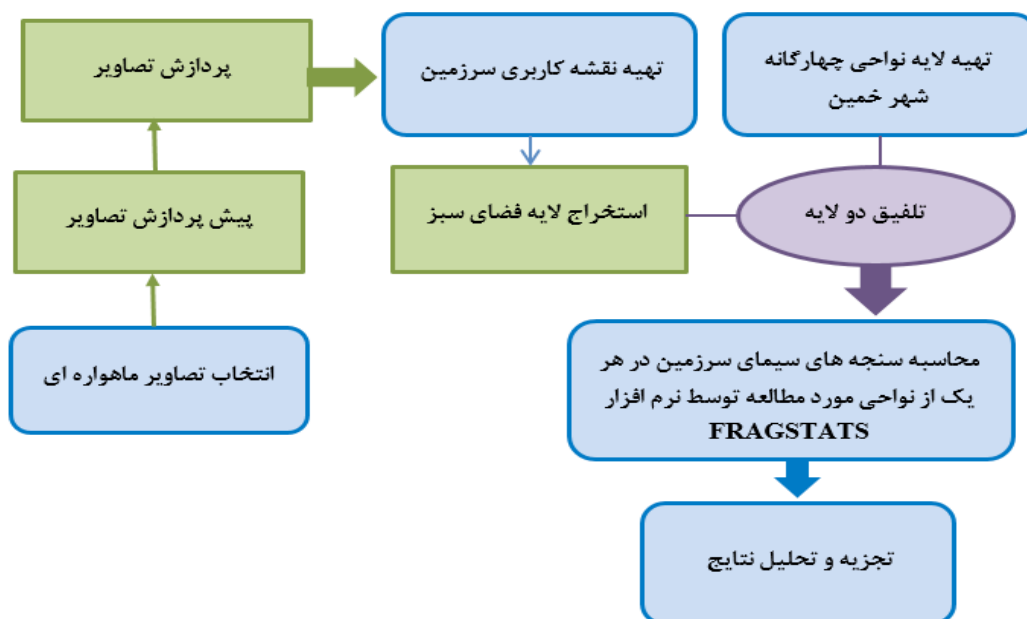 تهیه لایه نواحی چهارگانه
شهر خمین
تهیه نقشه کاربری سرزمین
پردازش تصاویر
تلفیق دو لایه
استخراج لایه فضای سبز
پیش پردازش تصاویر
انتخاب تصاویر ماهواره ای
محاسبه سنجه های سیمای سرزمین در هر
یک از نواحی مورد مطالعه توسط نرم افزار
FRAGSTATS
تجزیه و تحلیل نتایج